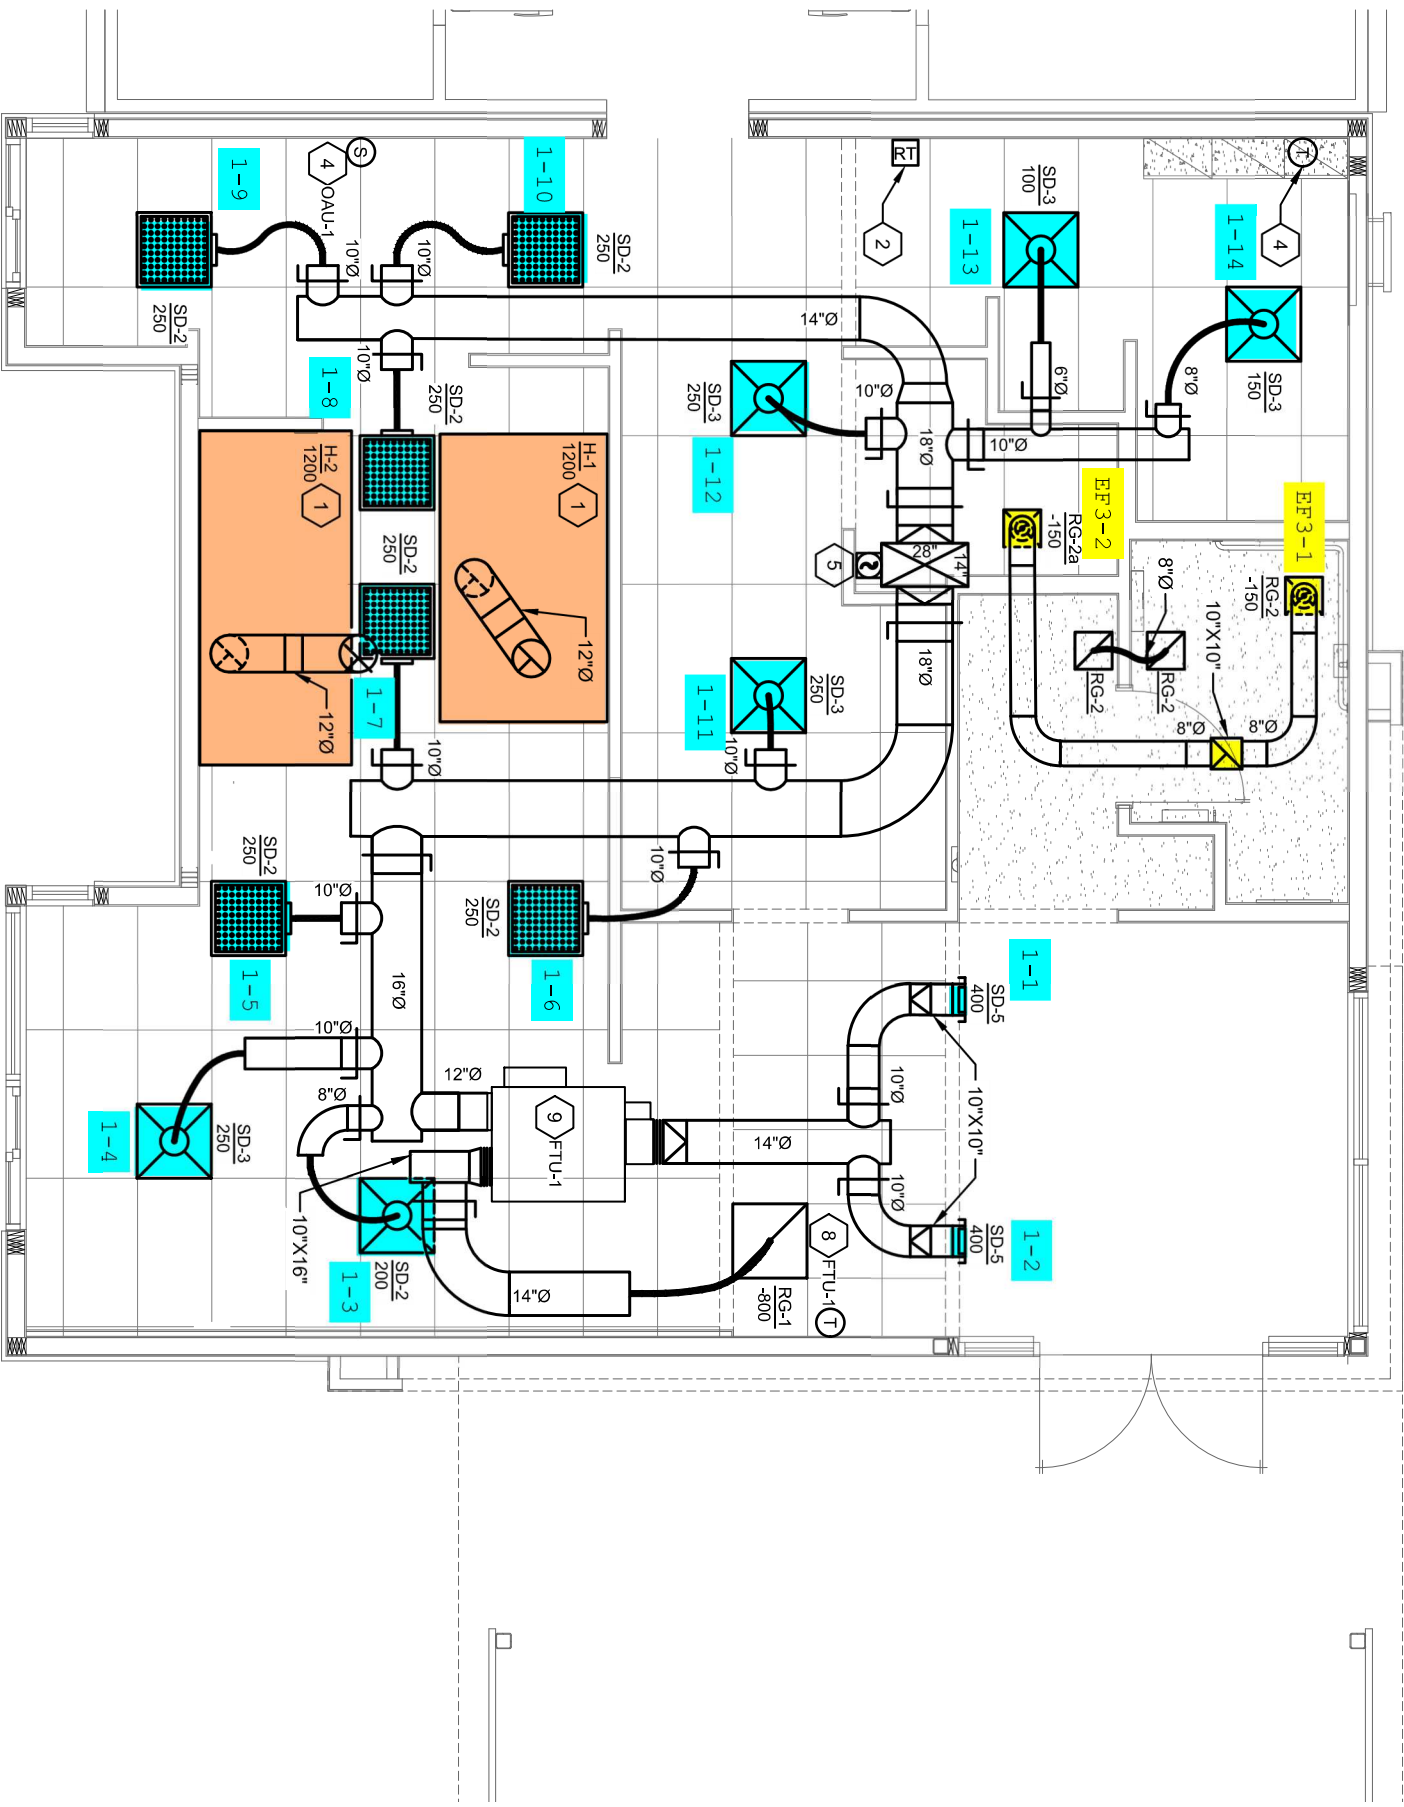 1-9
4
S
OAU-1
1-10
RT
2
SD-3
100
1-13
1-14
4
T
SD-2
250
SD-2
250
10"Ø
10"Ø
14"Ø
10"Ø
1-8
SD-2
250
SD-3
250
10"Ø
6"Ø
8"Ø
SD-3
150
18"Ø
10"Ø
1-12
H-2
1200
1
H-1
1200
1
EF3-2
EF3-1
RG-2a
-150
SD-2
250
5
28"
14"
8"Ø
RG-2
-150
10"X10"
12"Ø
12"Ø
1-7
1-11
SD-3
250
18"Ø
RG-2
RG-2
8"Ø
8"Ø
10"Ø
10"Ø
SD-2
250
10"Ø
10"Ø
SD-2
250
1-5
1-6
16"Ø
1-1
SD-5
400
10"Ø
12"Ø
10"Ø
10"X10"
8"Ø
1-4
SD-3
250
9
FTU-1
14"Ø
10"Ø
10"X16"
1-3
SD-2
200
14"Ø
RG-1
-800
8
FTU-1
T
SD-5
400
1-2